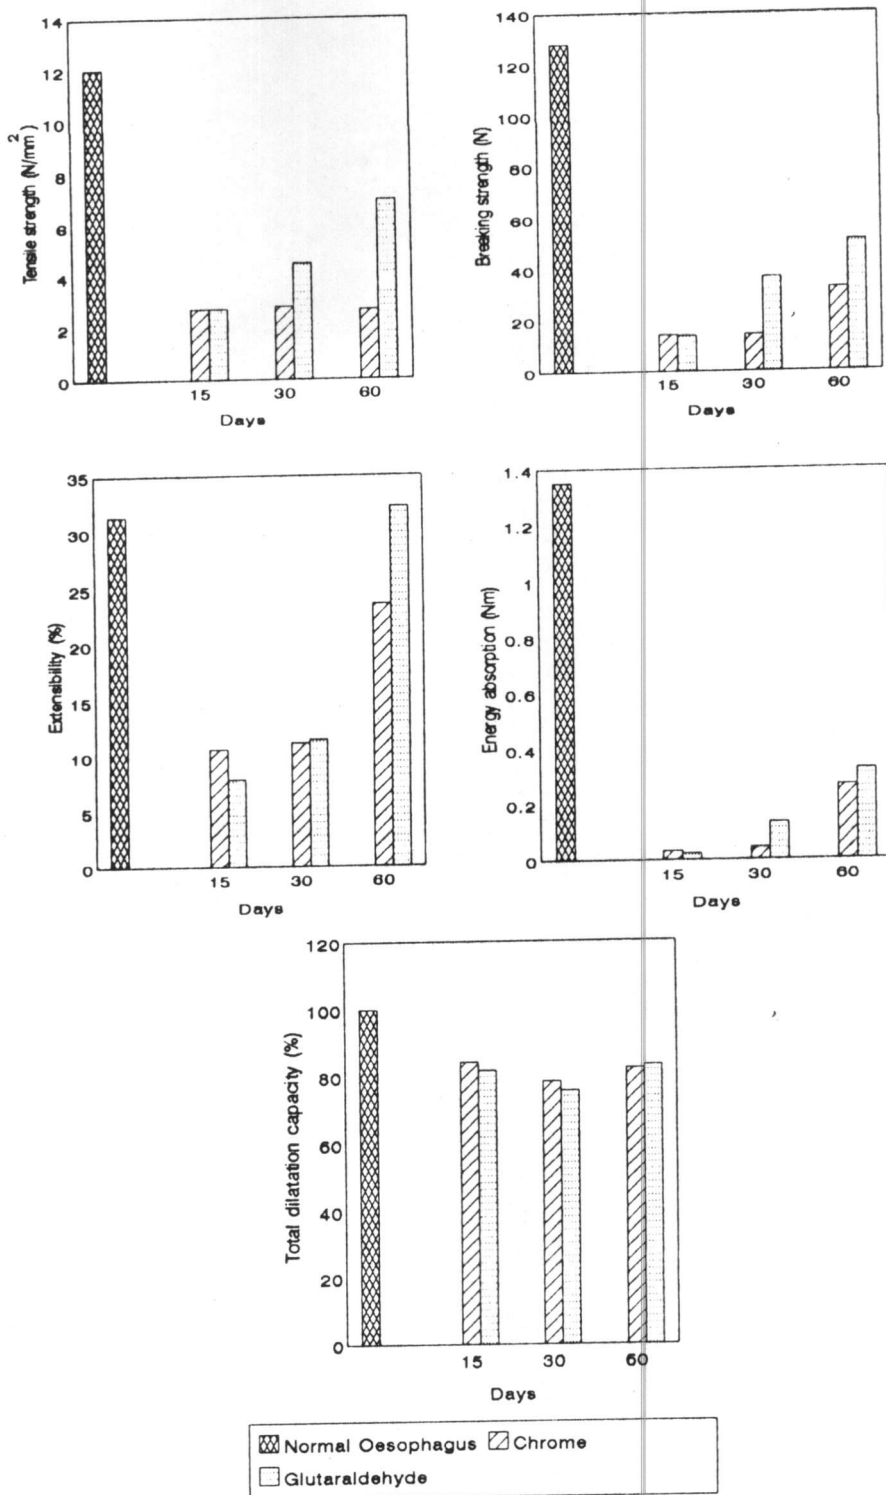 14
12
10
8
6
4
2
0
Tensile strength (N/mm²)
15 30 60
Days
140
120
100
80
60
40
20
0
Breaking strength (N)
15 30 60
Days
35
30
25
20
15
10
5
0
Extensibility (%)
15 30 60
Days
1.4
1.2
1
0.8
0.6
0.4
0.2
0
Energy absorption (Nm)
15 30 60
Days
120
100
80
60
40
20
0
Total dilatation capacity (%)
15 30 60
Days
Normal Oesophagus Chrome
Glutaraldehyde